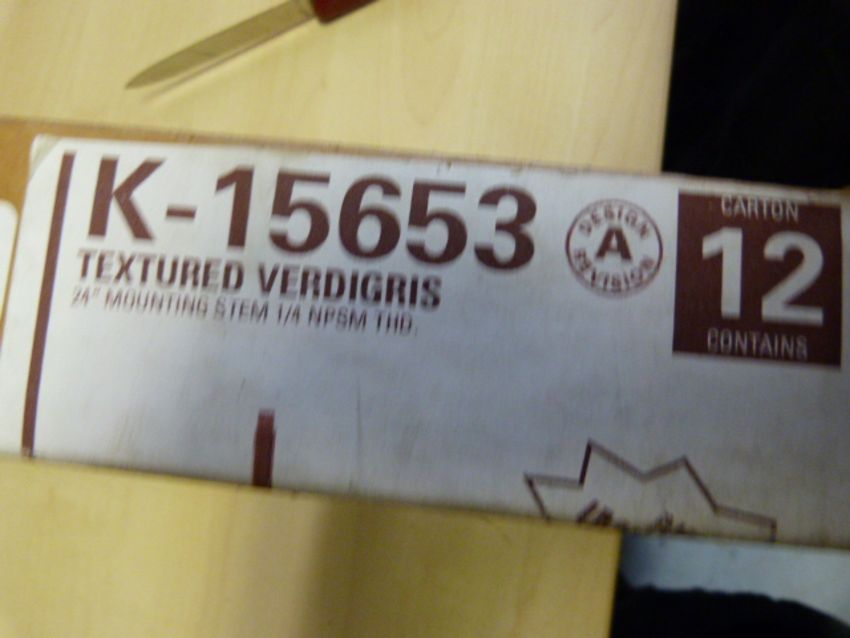 K-15653
TEXTURED VERDIGRIS
24" MOUNTING STEM 1/4 NPSM THD.
DESIGN
A
REVISION
CARTON
12
CONTAINS